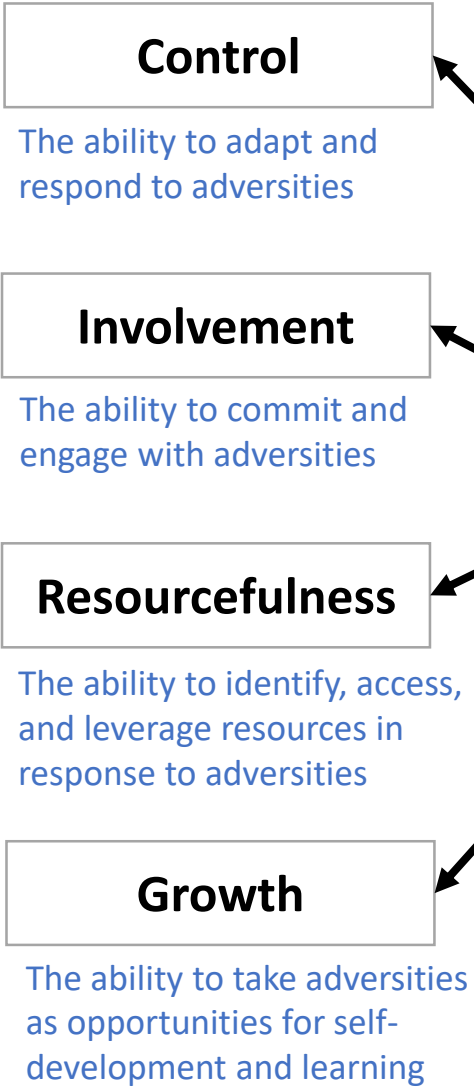 Control
The ability to adapt and
respond to adversities
Involvement
The ability to commit and
engage with adversities
Resourcefulness
The ability to identify, access,
and leverage resources in
response to adversities
Growth
The ability to take adversities
as opportunities for self-
development and learning